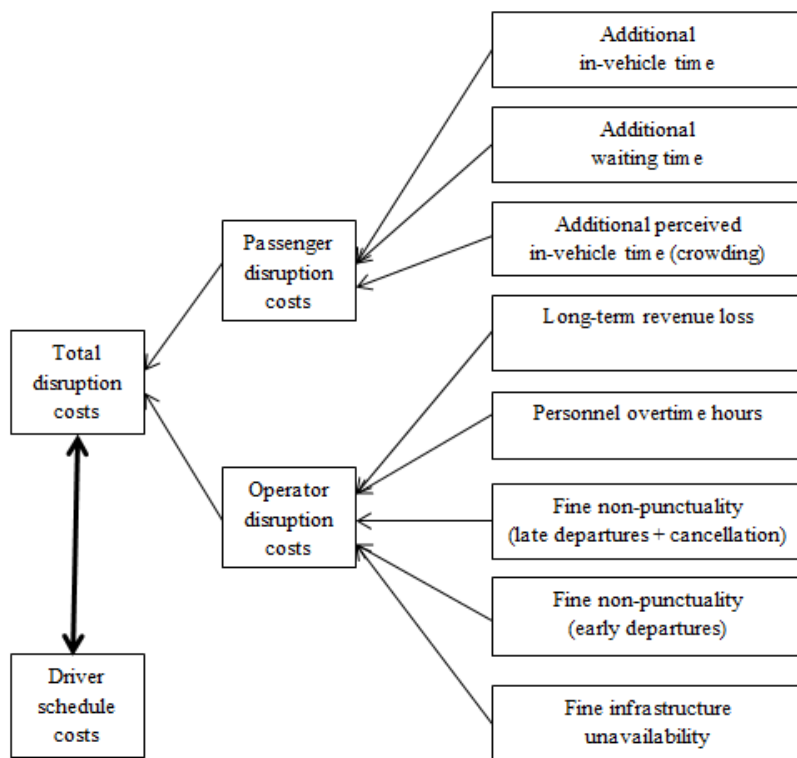 Additional
in-vehicle time
Additional
waiting time
Additional perceived
in-vehicle time (crowding)
Passenger
disruption
costs
Long-term revenue loss
Total
disruption
costs
Personnel overtime hours
Operator
disruption
costs
Fine non-punctuality
(late departures + cancellation)
Fine non-punctuality
(early departures)
Driver
schedule
costs
Fine infrastructure
unavailability